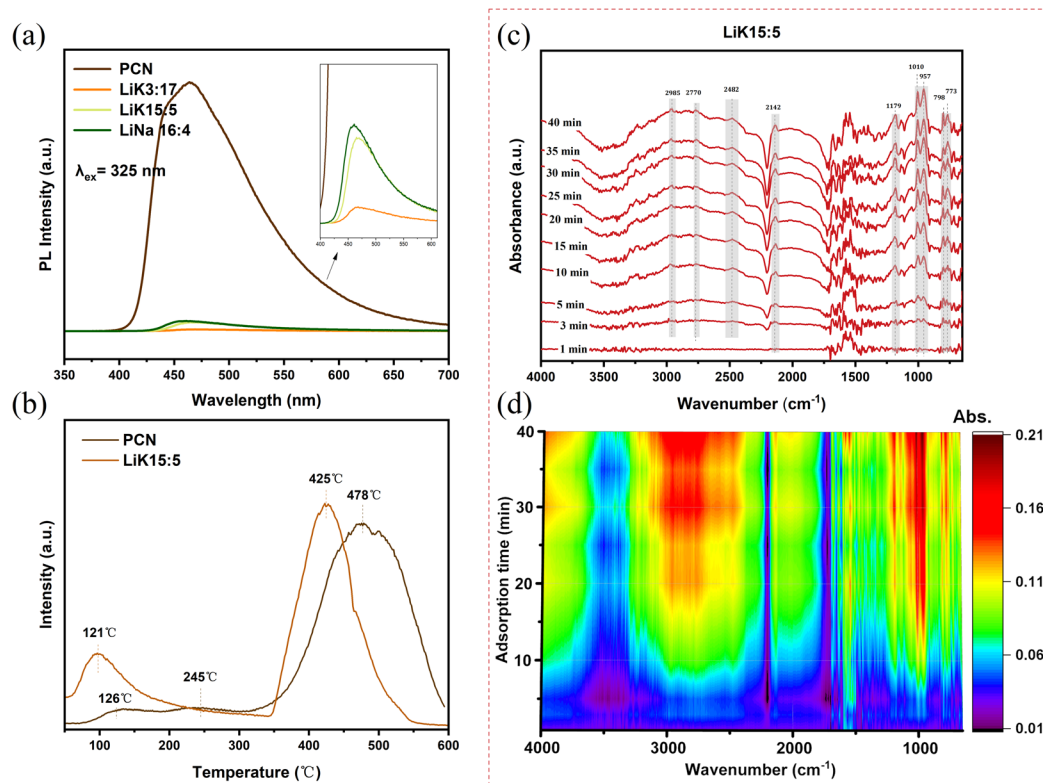 (a)
PCN
LiK3:17
LiK15:5
LiNa 16:4
λex= 325 nm
PL Intensity (a.u.)
400 450 500 550 600
350 400 450 500 550 600 650 700
Wavelength (nm)
(b)
PCN
LiK15:5
425℃
478℃
121℃
126℃
245℃
Intensity (a.u.)
50 100 200 300 400 500 600
Temperature (℃)
(c)
LiK15:5
2985 2770 2482 2142 1179 1010 957 798 773
40 min
35 min
30 min
25 min
20 min
15 min
10 min
5 min
3 min
1 min
Absorbance (a.u.)
4000 3500 3000 2500 2000 1500 1000
Wavenumber (cm-1)
(d)
Abs.
0.21
0.16
0.11
0.06
0.01
40
30
20
10
Adsorption time (min)
4000 3000 2000 1000
Wavenumber (cm-1)